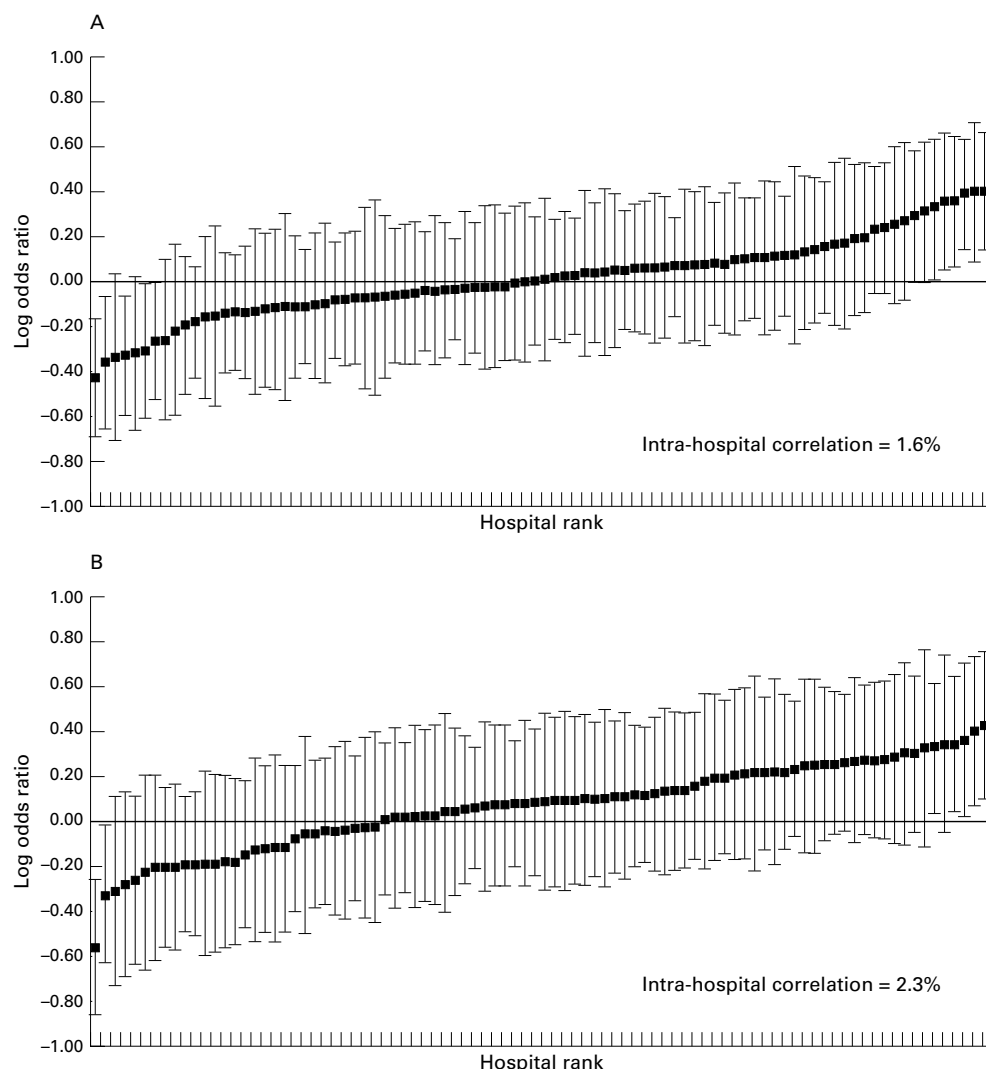 A
1.00
0.80
0.60
0.40
0.20
0.00
–0.20
–0.40
–0.60
–0.80
–1.00
Log odds ratio
Intra-hospital correlation = 1.6%
Hospital rank
B
1.00
0.80
0.60
0.40
0.20
0.00
–0.20
–0.40
–0.60
–0.80
–1.00
Log odds ratio
Intra-hospital correlation = 2.3%
Hospital rank